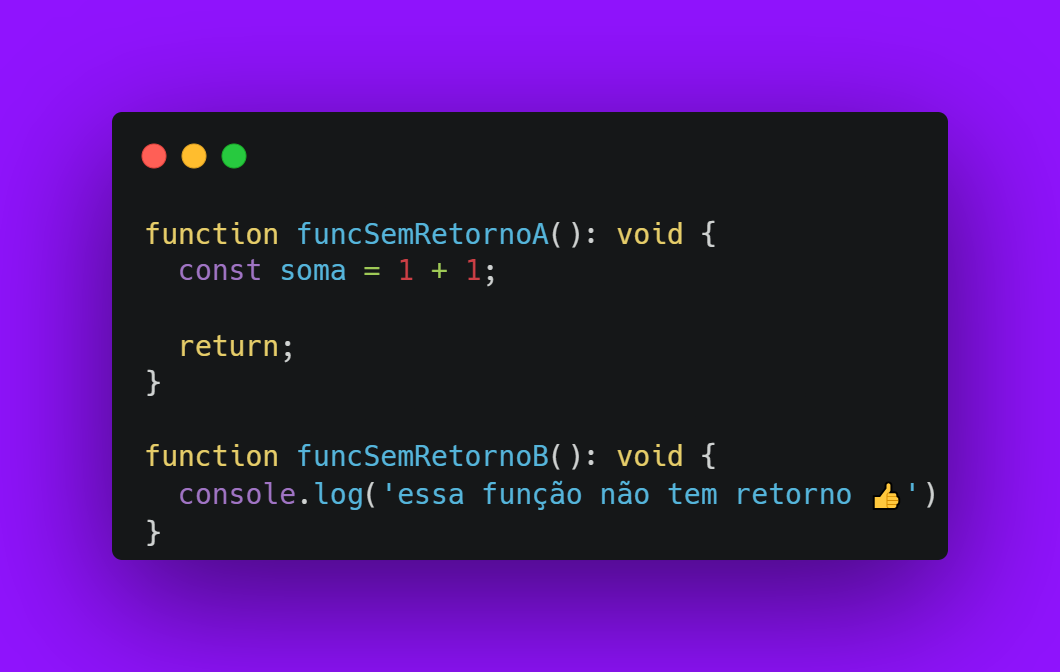 function funcSemRetornoA(): void {
  const soma = 1 + 1;

  return;
}

function funcSemRetornoB(): void {
  console.log('essa função não tem retorno 👍')
}